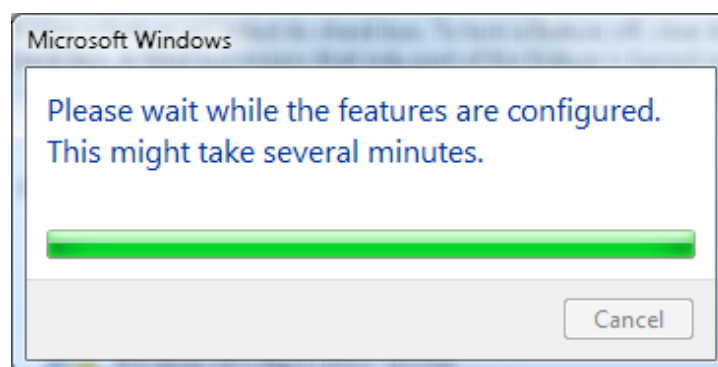 Microsoft Windows
Please wait while the features are configured.
This might take several minutes.
Cancel